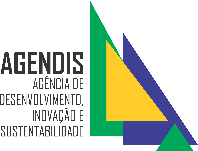 AGENDIS
AGÊNCIA DE
DESENVOLVIMENTO,
INOVAÇÃO E
SUSTENTABILIDADE